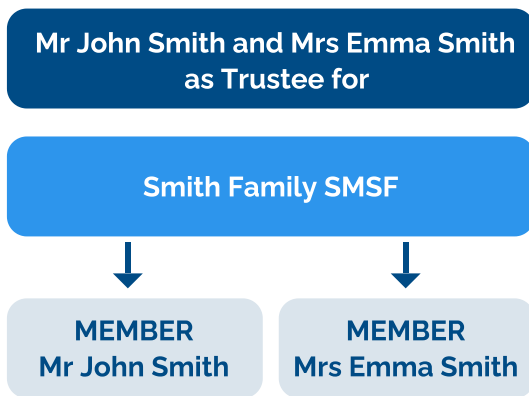 Mr John Smith and Mrs Emma Smith
as Trustee for
Smith Family SMSF
MEMBER
Mr John Smith
MEMBER
Mrs Emma Smith